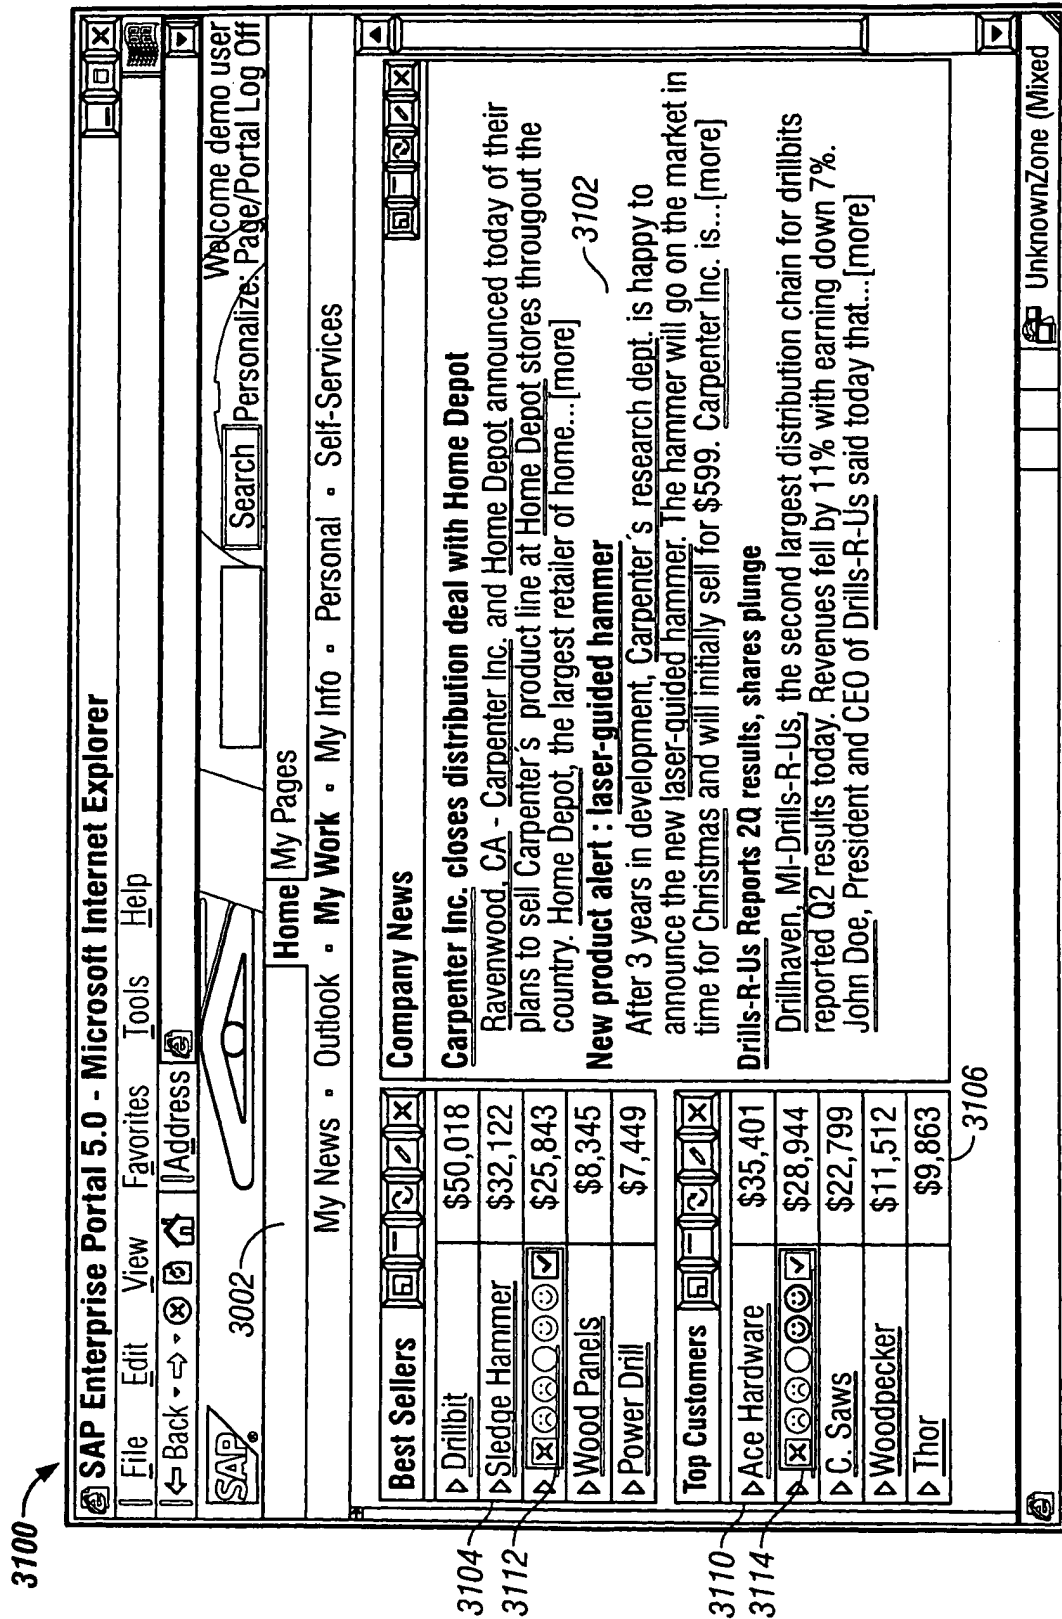 3100
SAP Enterprise Portal 5.0 - Microsoft Internet Explorer
File Edit View Favorites Tools Help
Back Address
SAP®
3002
Search
Welcome demo user
Personalize: Page/Portal Log Off
Home My Pages
My News Outlook My Work My Info Personal Self-Services
Best Sellers
Drillbit $50,018
Sledge Hammer $32,122
$25,843
Wood Panels $8,345
Power Drill $7,449
3104
3112
Top Customers
Ace Hardware $35,401
$28,944
C. Saws $22,799
Woodpecker $11,512
Thor $9,863
3110
3114
3106
Company News
Carpenter Inc. closes distribution deal with Home Depot
Ravenwood, CA - Carpenter Inc. and Home Depot announced today of their
plans to sell Carpenter´s product line at Home Depot stores througout the
country. Home Depot, the largest retailer of home...[more]
3102
New product alert : laser-guided hammer
After 3 years in development, Carpenter´s research dept. is happy to
announce the new laser-guided hammer. The hammer will go on the market in
time for Christmas and will initially sell for $599. Carpenter Inc. is...[more]
Drills-R-Us Reports 2Q results, shares plunge
Drillhaven, MI-Drills-R-Us, the second largest distribution chain for drillbits
reported Q2 results today. Revenues fell by 11% with earning down 7%.
John Doe, President and CEO of Drills-R-Us said today that...[more]
UnknownZone (Mixed